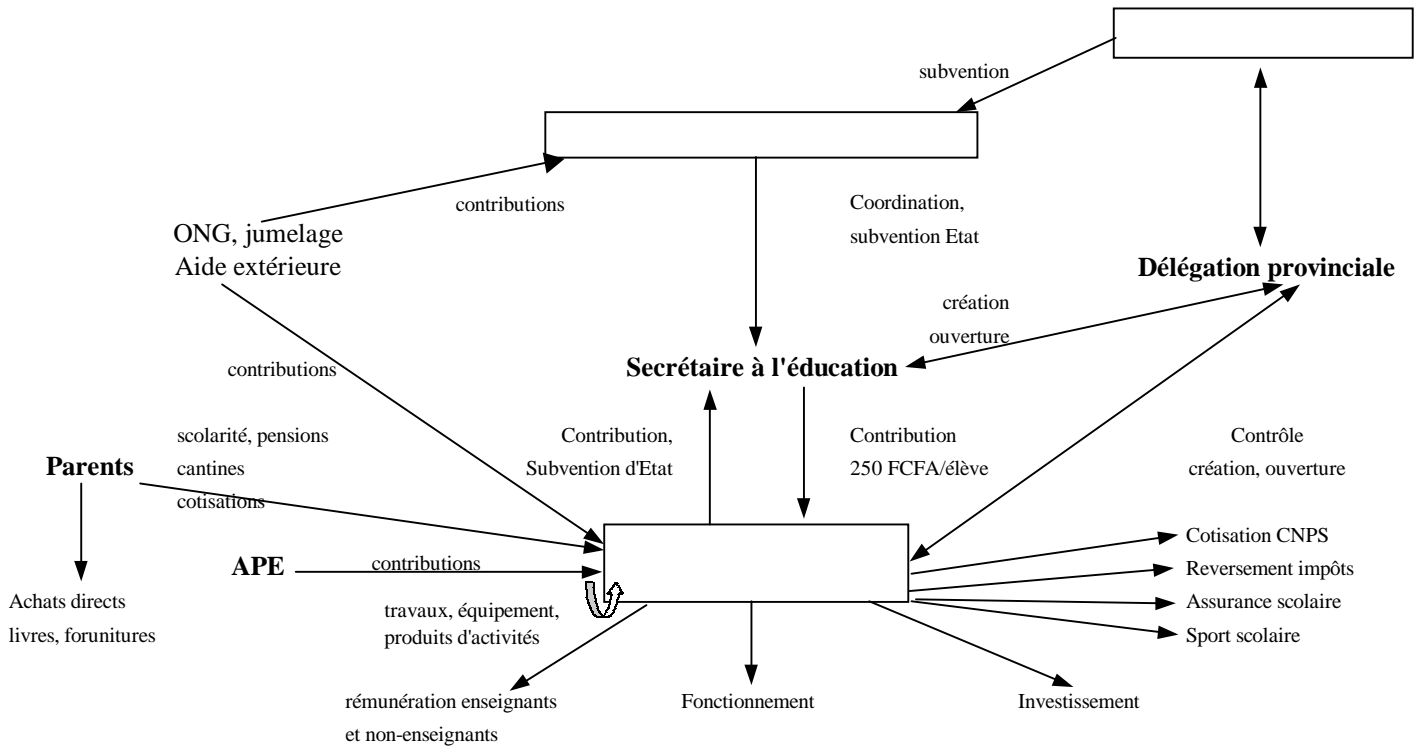 subvention
contributions
Coordination,
subvention Etat
ONG, jumelage
Aide extérieure
Délégation provinciale
création
ouverture
Secrétaire à l'éducation
contributions
scolarité, pensions
cantines
cotisations
Parents
Contribution,
Subvention d'Etat
Contribution
250 FCFA/élève
Contrôle
création, ouverture
APE
contributions
travaux, équipement,
produits d'activités
Cotisation CNPS
Reversement impôts
Assurance scolaire
Sport scolaire
Achats directs
livres, forunitures
rémunération enseignants
et non-enseignants
Fonctionnement
Investissement